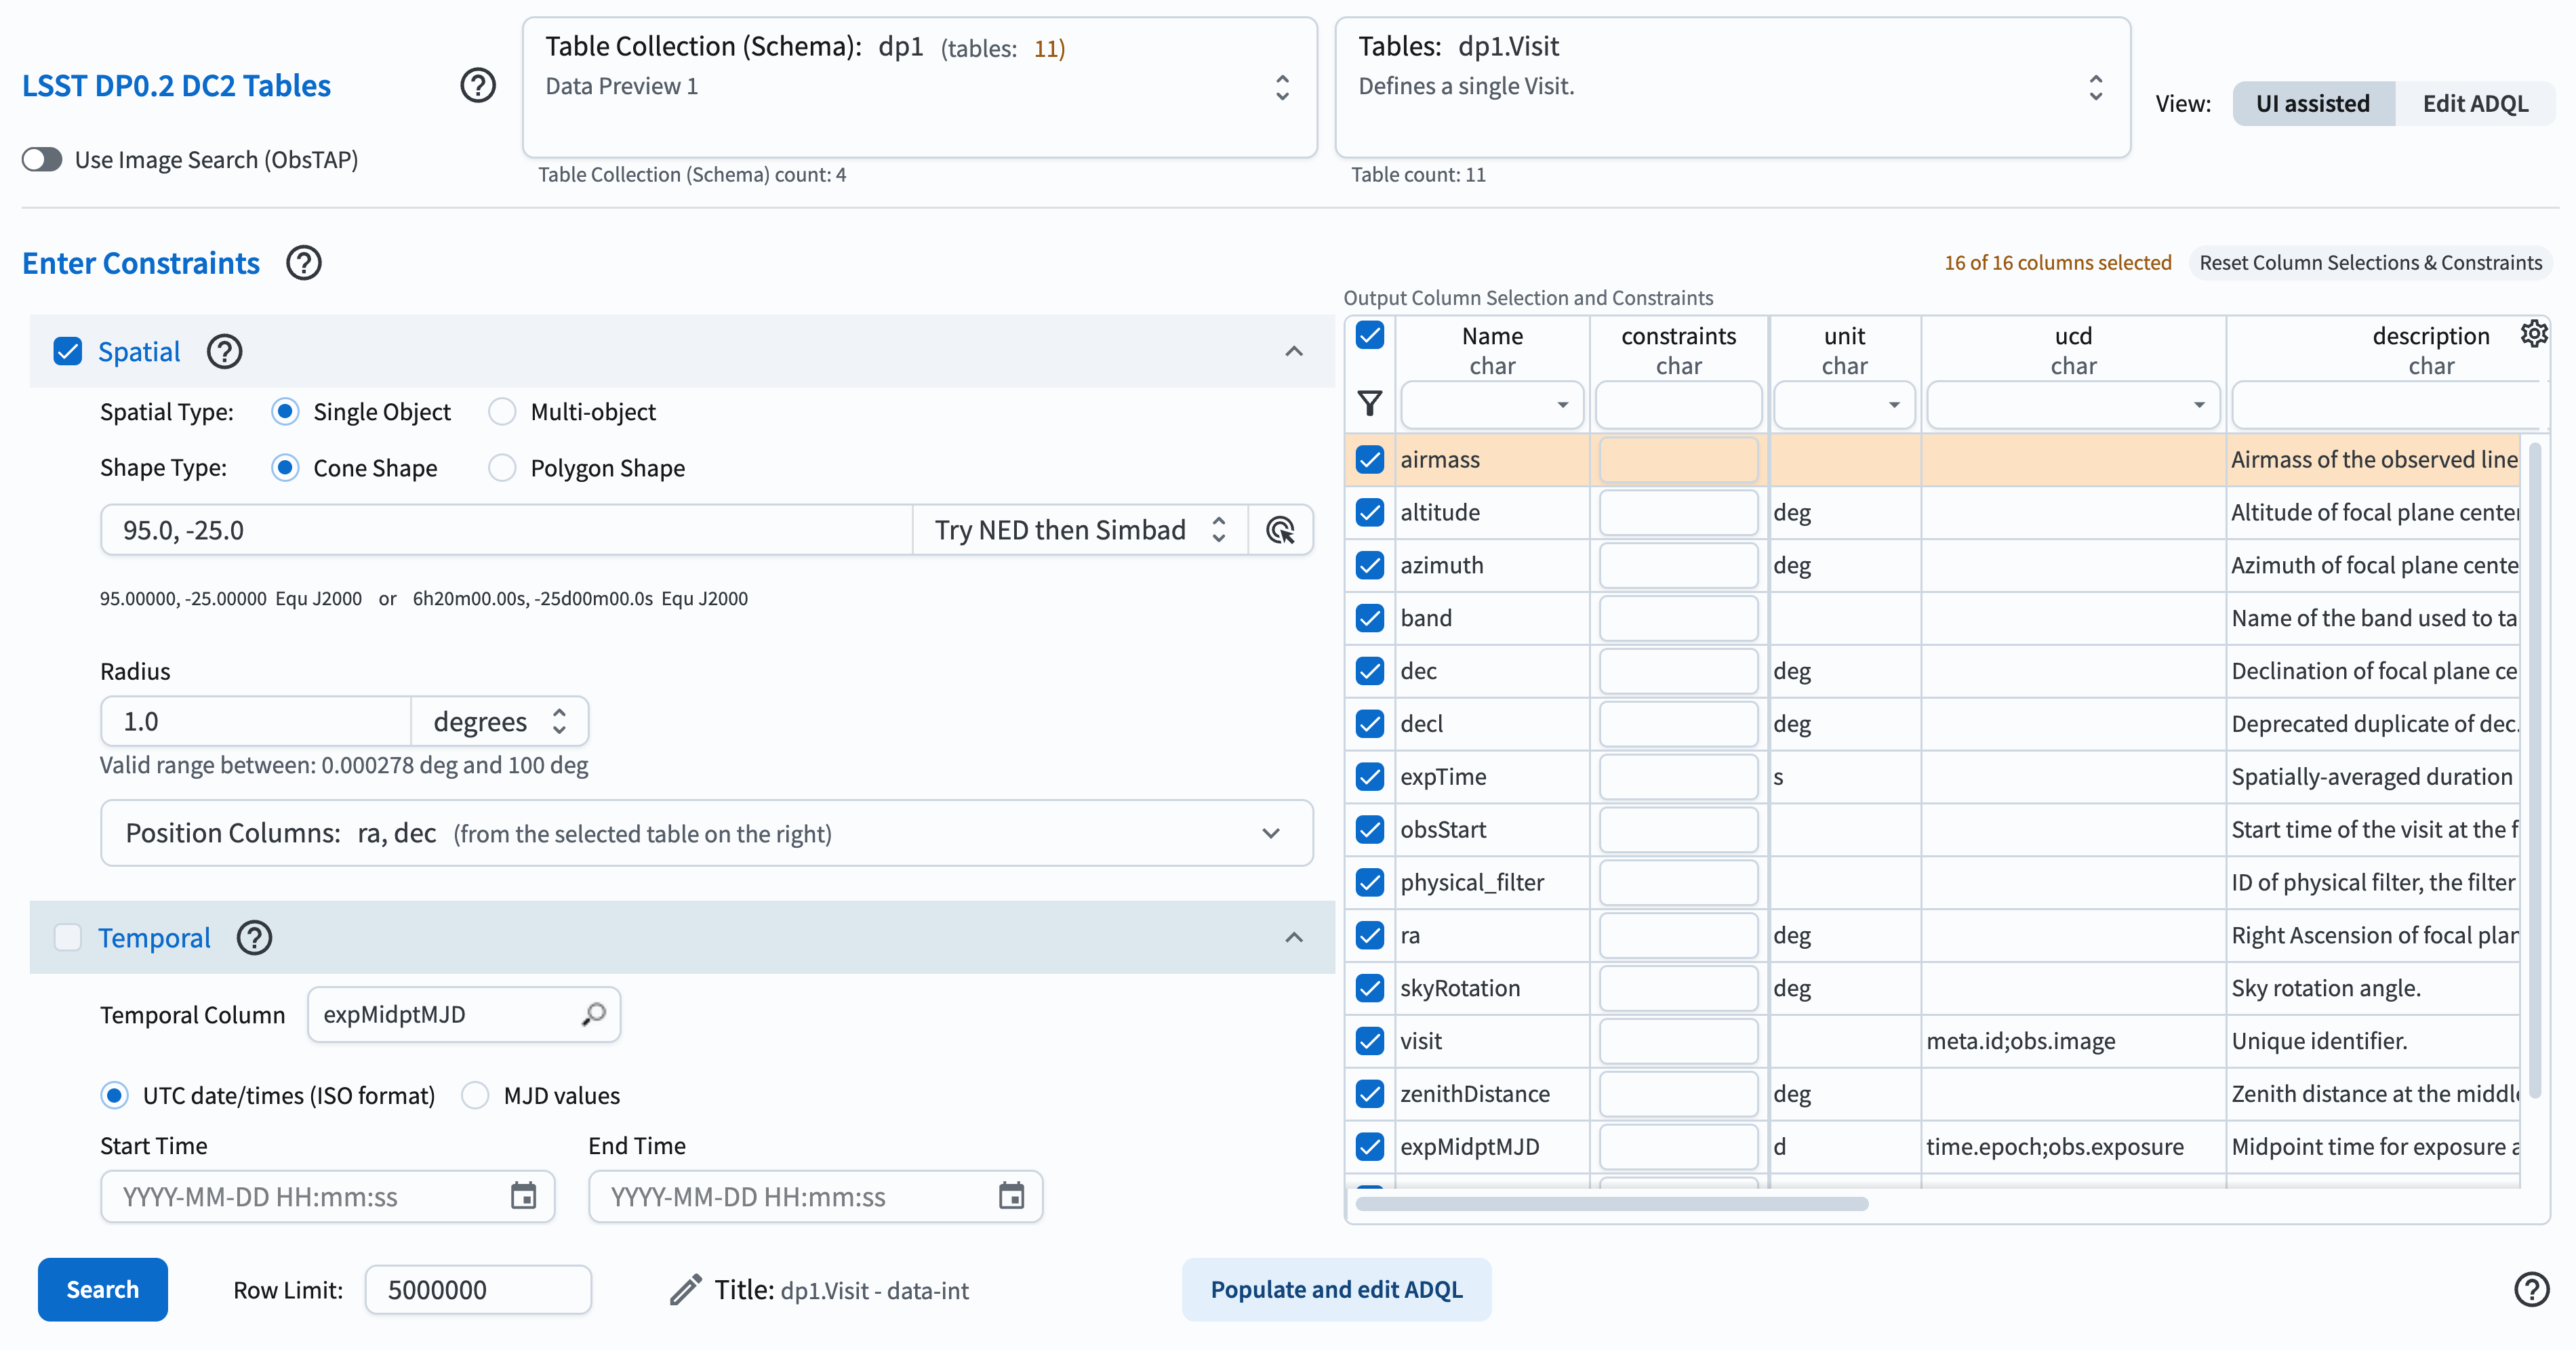 LSST DP0.2 DC2 Tables
Use Image Search (ObsTAP)
Table Collection (Schema): dp1 (tables: 11)
Data Preview 1
Table Collection (Schema) count: 4
Tables: dp1.Visit
Defines a single Visit.
Table count: 11
View: UI assisted Edit ADQL
Enter Constraints
16 of 16 columns selected Reset Column Selections & Constraints
Spatial
Spatial Type: Single Object Multi-object
Shape Type: Cone Shape Polygon Shape
95.0, -25.0 Try NED then Simbad
95.00000, -25.00000 Equ J2000 or 6h20m00.00s, -25d00m00.0s Equ J2000
Radius
1.0 degrees
Valid range between: 0.000278 deg and 100 deg
Position Columns: ra, dec (from the selected table on the right)
Temporal
Temporal Column expMidptMJD
UTC date/times (ISO format) MJD values
Start Time End Time
YYYY-MM-DD HH:mm:ss YYYY-MM-DD HH:mm:ss
Output Column Selection and Constraints
Name constraints unit ucd description
char char char char char
airmass Airmass of the observed line
altitude deg Altitude of focal plane center
azimuth deg Azimuth of focal plane cente
band Name of the band used to ta
dec deg Declination of focal plane ce
decl deg Deprecated duplicate of dec.
expTime s Spatially-averaged duration
obsStart Start time of the visit at the f
physical_filter ID of physical filter, the filter
ra deg Right Ascension of focal plan
skyRotation deg Sky rotation angle.
visit meta.id;obs.image Unique identifier.
zenithDistance deg Zenith distance at the middle
expMidptMJD d time.epoch;obs.exposure Midpoint time for exposure a
Search Row Limit: 5000000 Title: dp1.Visit - data-int Populate and edit ADQL